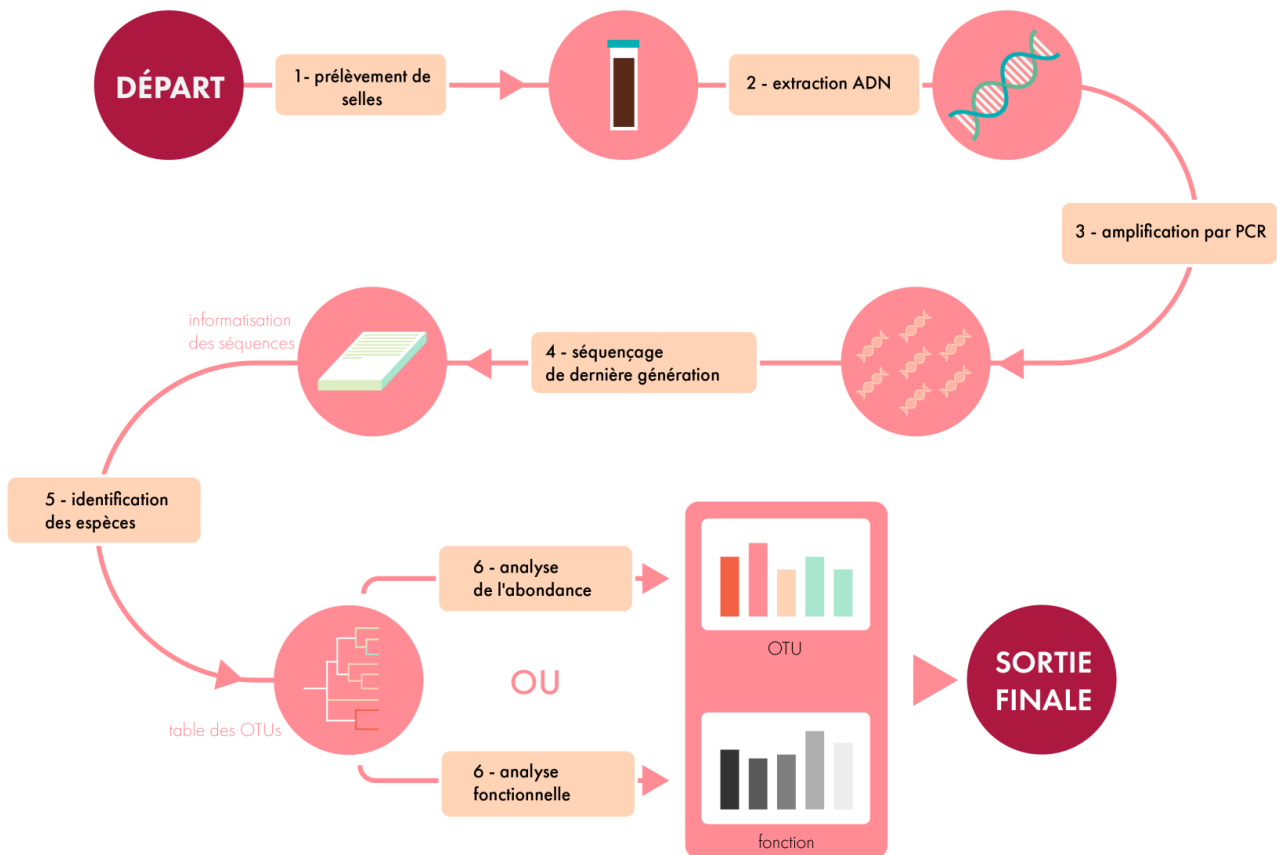 DÉPART
1- prélèvement de
selles
2 - extraction ADN
3 - amplification par PCR
4 - séquençage
de dernière génération
informatisation
des séquences
5 - identification
des espèces
table des OTUs
6 - analyse
de l'abondance
OU
6 - analyse
fonctionnelle
OTU
fonction
SORTIE
FINALE